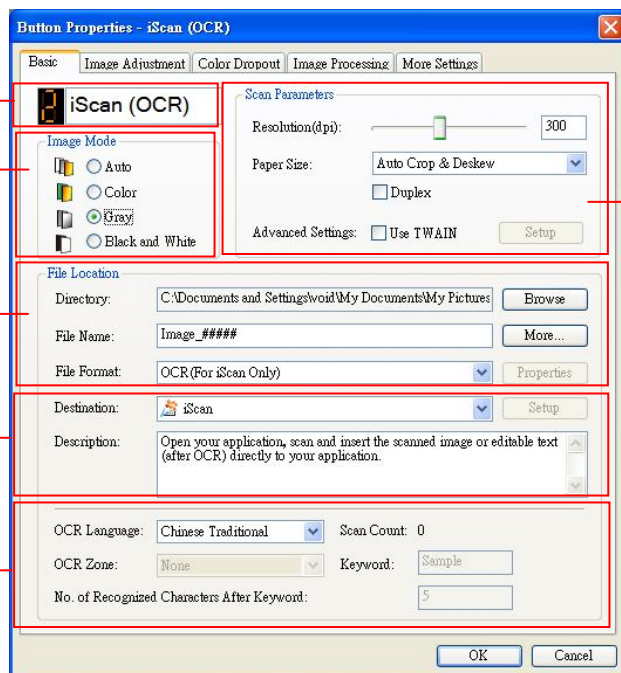 Button Properties - iScan (OCR)
Basic Image Adjustment Color Dropout Image Processing More Settings
2 iScan (OCR)
Image Mode
Auto
Color
Gray
Black and White
Scan Parameters
Resolution(dpi): 300
Paper Size: Auto Crop & Deskew
Duplex
Advanced Settings: Use TWAIN Setup
File Location
Directory: C:\Documents and Settings\void\My Documents\My Pictures Browse
File Name: Image_##### More...
File Format: OCR(For iScan Only) Properties
Destination: iScan Setup
Description: Open your application, scan and insert the scanned image or editable text
(after OCR) directly to your application.
OCR Language: Chinese Traditional Scan Count: 0
OCR Zone: None Keyword: Sample
No. of Recognized Characters After Keyword: 5
OK Cancel